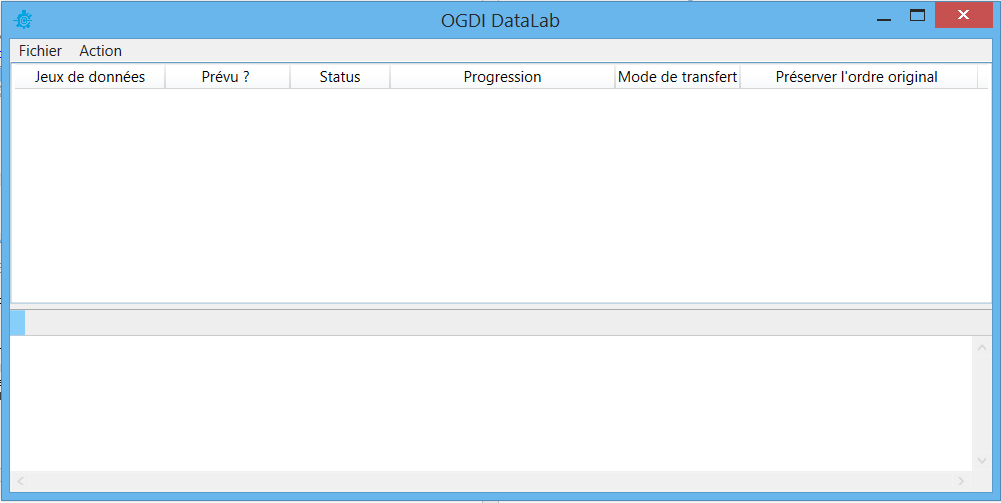 OGDI DataLab
Fichier Action
Jeux de données Prévu ? Status Progression Mode de transfert Préserver l'ordre original